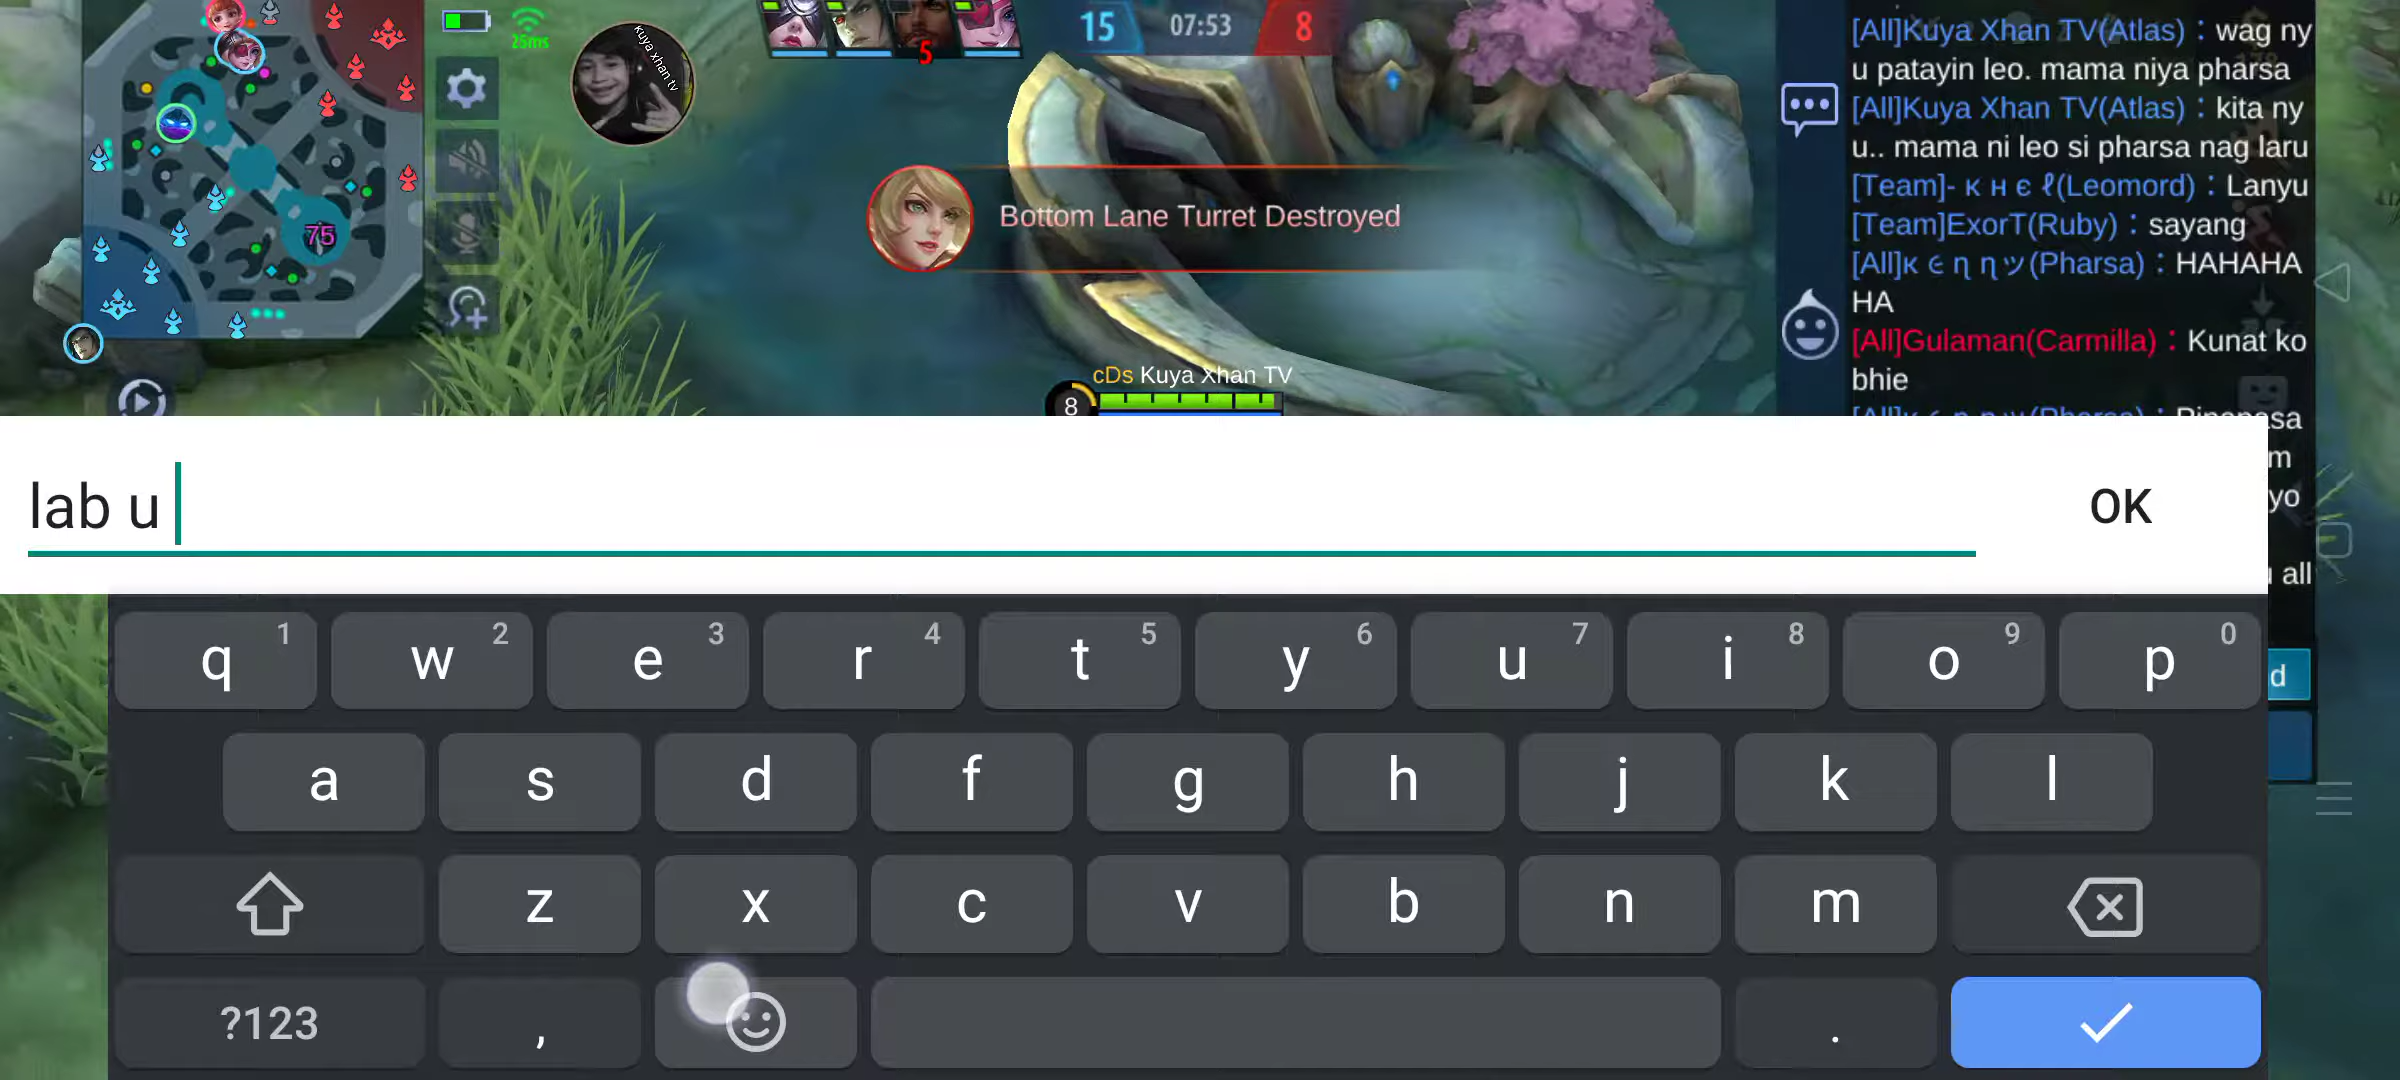 25ms
kuya xhan tv
5
15 07:53 8
75
Bottom Lane Turret Destroyed
cDs Kuya Xhan TV
8
[All]Kuya Xhan TV(Atlas) : wag ny
u patayin leo. mama niya pharsa
[All]Kuya Xhan TV(Atlas) : kita ny
u.. mama ni leo si pharsa nag laru
[Team]- κ н є ℓ(Leomord) : Lanyu
[Team]ExorT(Ruby) : sayang
[All]κ ϵ η η ツ(Pharsa) : HAHAHA
HA
[All]Gulaman(Carmilla) : Kunat ko
bhie
lab u
OK
all
d
q 1 w 2 e 3 r 4 t 5 y 6 u 7 i 8 o 9 p 0
a s d f g h j k l
z x c v b n m
?123 , .